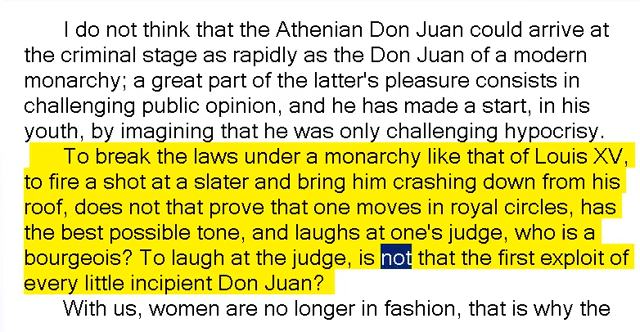 I do not think that the Athenian Don Juan could arrive at
the criminal stage as rapidly as the Don Juan of a modern
monarchy; a great part of the latter's pleasure consists in
challenging public opinion, and he has made a start, in his
youth, by imagining that he was only challenging hypocrisy.
To break the laws under a monarchy like that of Louis XV,
to fire a shot at a slater and bring him crashing down from his
roof, does not that prove that one moves in royal circles, has
the best possible tone, and laughs at one's judge, who is a
bourgeois? To laugh at the judge, is not that the first exploit of
every little incipient Don Juan?
With us, women are no longer in fashion, that is why the